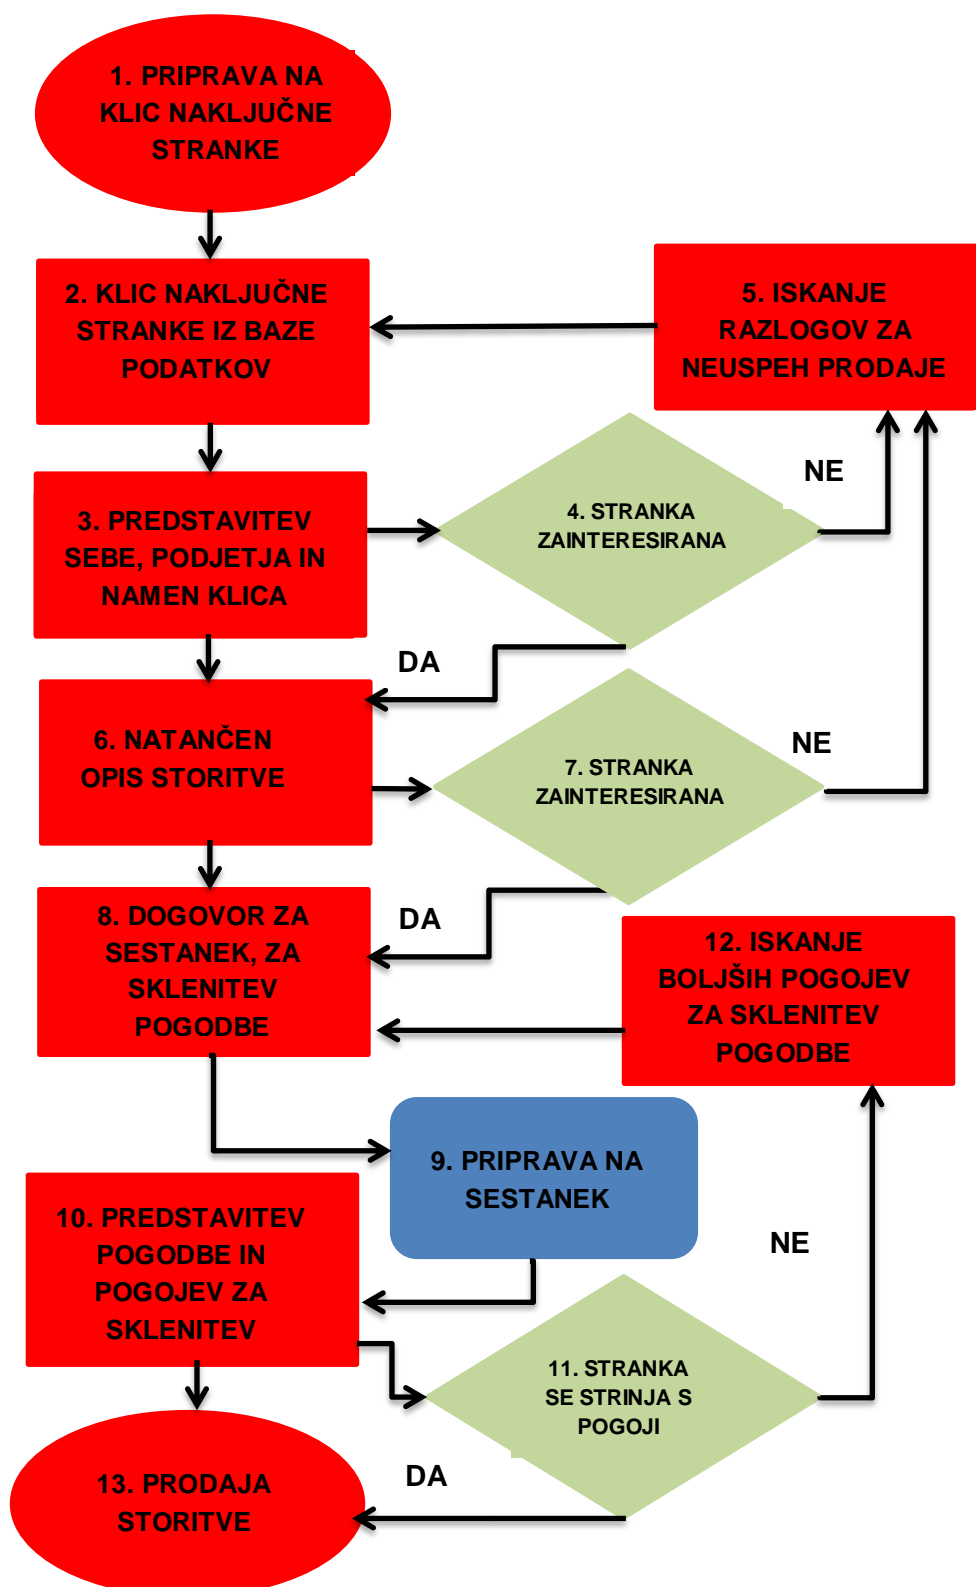 1. PRIPRAVA NA
KLIC NAKLJUČNE
STRANKE
2. KLIC NAKLJUČNE
STRANKE IZ BAZE
PODATKOV
5. ISKANJE
RAZLOGOV ZA
NEUSPEH PRODAJE
NE
3. PREDSTAVITEV
SEBE, PODJETJA IN
NAMEN KLICA
4. STRANKA
ZAINTERESIRANA
DA
6. NATANČEN
OPIS STORITVE
7. STRANKA
ZAINTERESIRANA
NE
8. DOGOVOR ZA
SESTANEK, ZA
SKLENITEV
POGODBE
DA
12. ISKANJE
BOLJŠIH POGOJEV
ZA SKLENITEV
POGODBE
9. PRIPRAVA NA
SESTANEK
10. PREDSTAVITEV
POGODBE IN
POGOJEV ZA
SKLENITEV
NE
11. STRANKA
SE STRINJA S
POGOJI
DA
13. PRODAJA
STORITVE